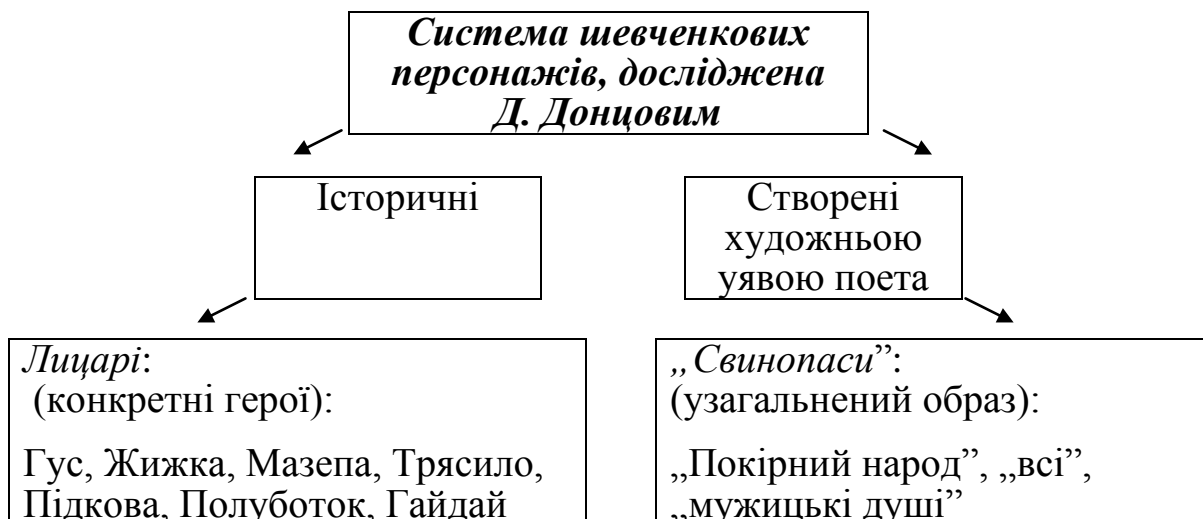 Система шевченкових
персонажів, досліджена
Д. Донцовим
Історичні
Створені
художньою
уявою поета
Лицарі:
(конкретні герої):
Гус, Жижка, Мазепа, Трясило,
Підкова, Полуботок, Гайдай
„Свинопаси”:
(узагальнений образ):
„Покірний народ”, „всі”,
„мужицькі душі”